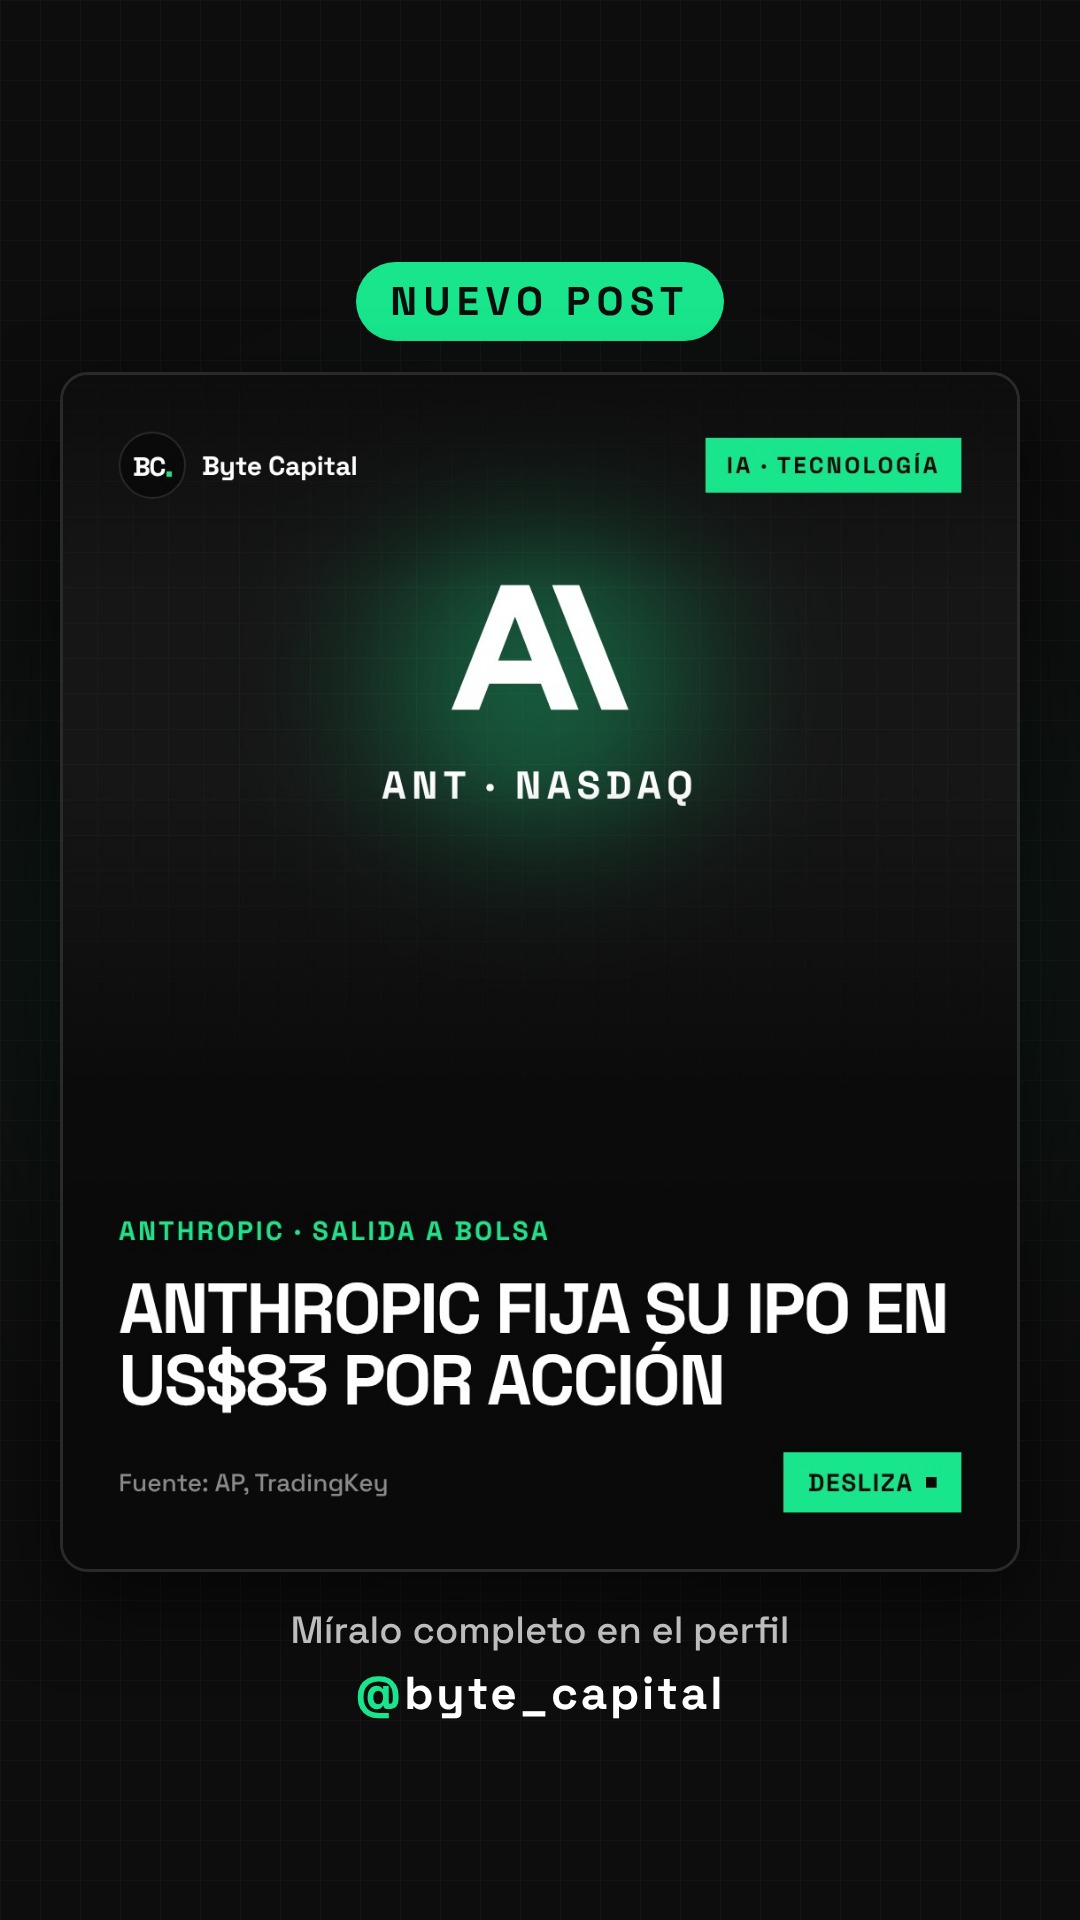 NUEVO POST
BC.
Byte Capital
IA · TECNOLOGÍA
A\
ANT · NASDAQ
ANTHROPIC · SALIDA A BOLSA
ANTHROPIC FIJA SU IPO EN
US$83 POR ACCIÓN
Fuente: AP, TradingKey
DESLIZA ▪
Míralo completo en el perfil
@byte_capital